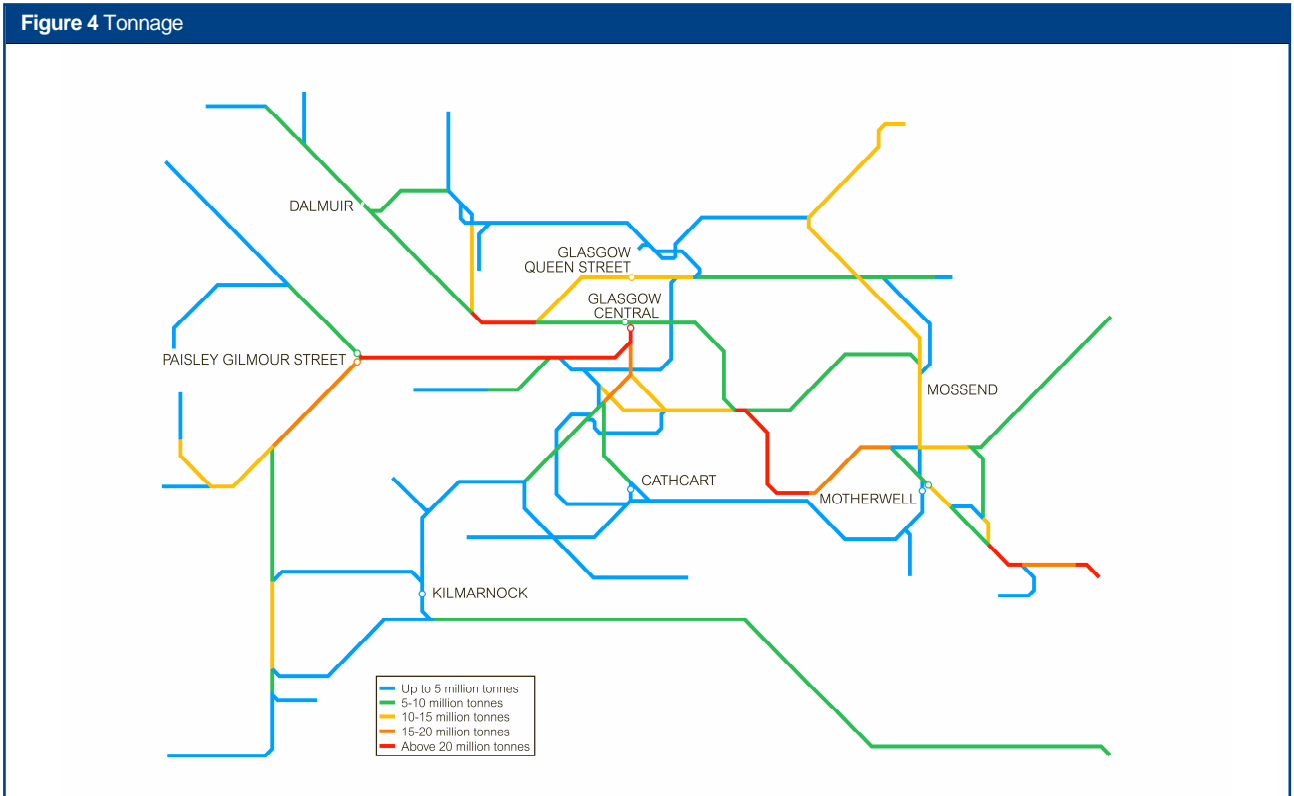 Figure 4 Tonnage
DALMUIR
GLASGOW
QUEEN STREET
GLASGOW
CENTRAL
PAISLEY GILMOUR STREET
MOSSEND
CATHCART
MOTHERWELL
KILMARNOCK
Up to 5 million tonnes
5-10 million tonnes
10-15 million tonnes
15-20 million tonnes
Above 20 million tonnes